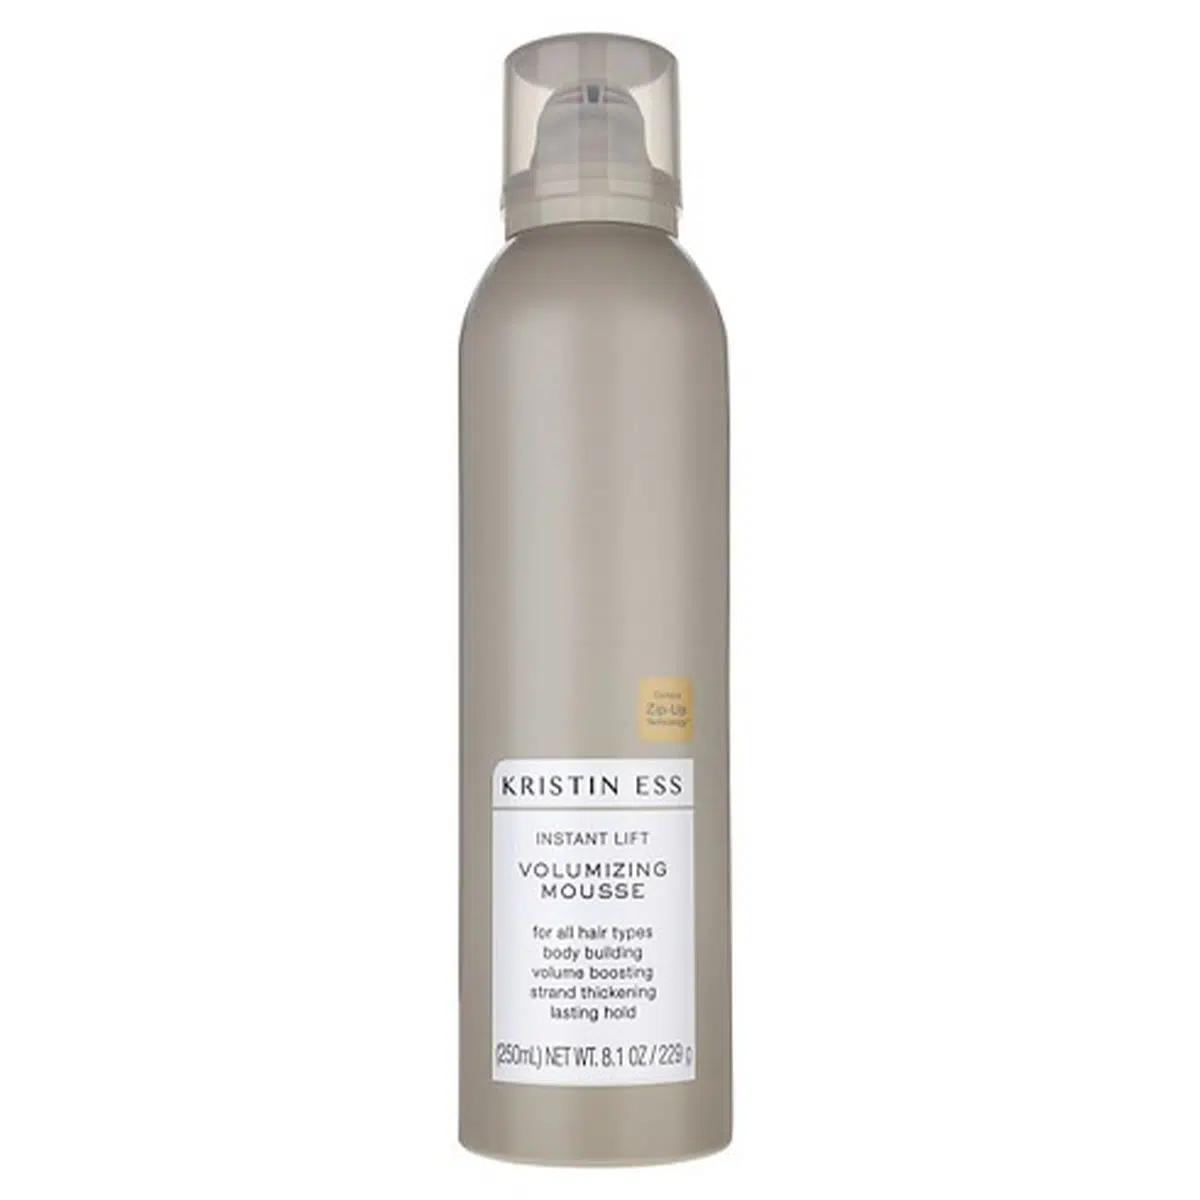 Zip-Up
Technology™
KRISTIN ESS
INSTANT LIFT
VOLUMIZING
MOUSSE
for all hair types
body building
volume boosting
strand thickening
lasting hold
(250mL) NET WT. 8.1 OZ / 229 g